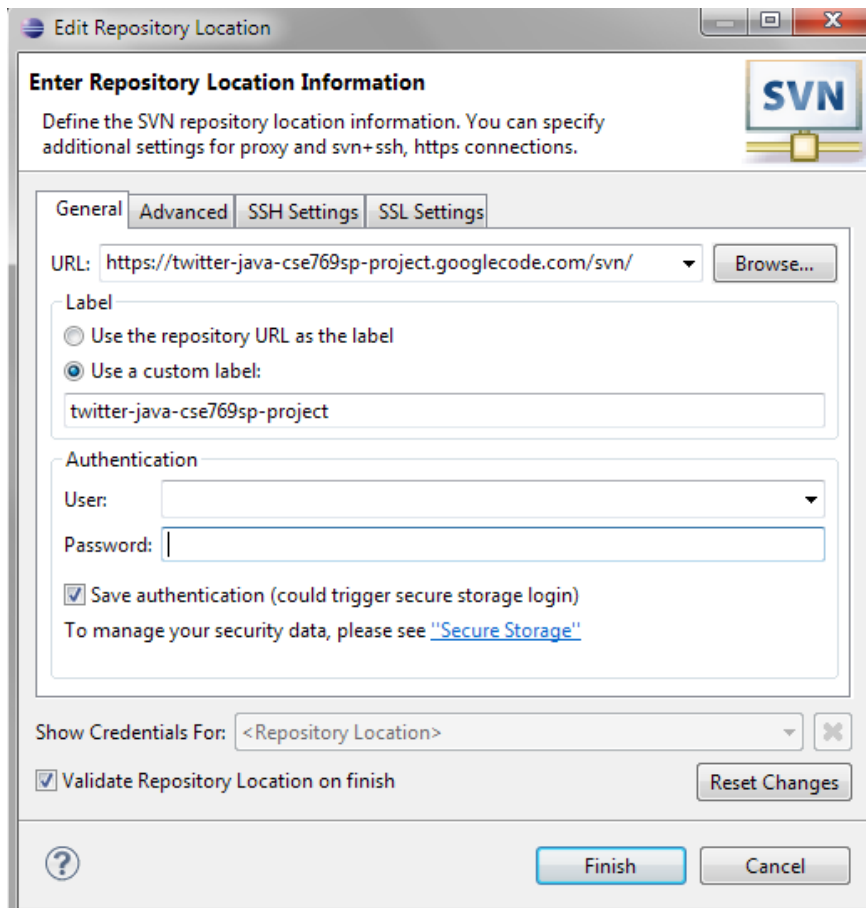 Edit Repository Location
Enter Repository Location Information
SVN
Define the SVN repository location information. You can specify
additional settings for proxy and svn+ssh, https connections.
General Advanced SSH Settings SSL Settings
URL: https://twitter-java-cse769sp-project.googlecode.com/svn/ Browse...
Label
Use the repository URL as the label
Use a custom label:
twitter-java-cse769sp-project
Authentication
User:
Password:
Save authentication (could trigger secure storage login)
To manage your security data, please see "Secure Storage"
Show Credentials For: <Repository Location>
Validate Repository Location on finish Reset Changes
? Finish Cancel